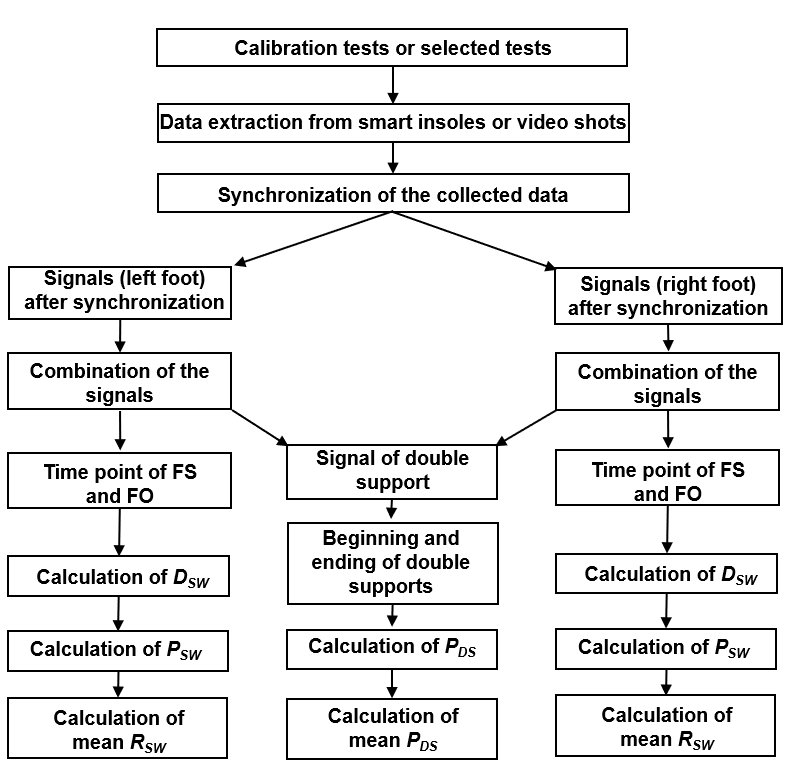 Calibration tests or selected tests
Data extraction from smart insoles or video shots
Synchronization of the collected data
Signals (left foot)
after synchronization
Signals (right foot)
after synchronization
Combination of the
signals
Combination of the
signals
Signal of double
support
Time point of FS
and FO
Time point of FS
and FO
Beginning and
ending of double
supports
Calculation of DSW
Calculation of DSW
Calculation of PSW
Calculation of PDS
Calculation of PSW
Calculation of
mean RSW
Calculation of
mean PDS
Calculation of
mean RSW